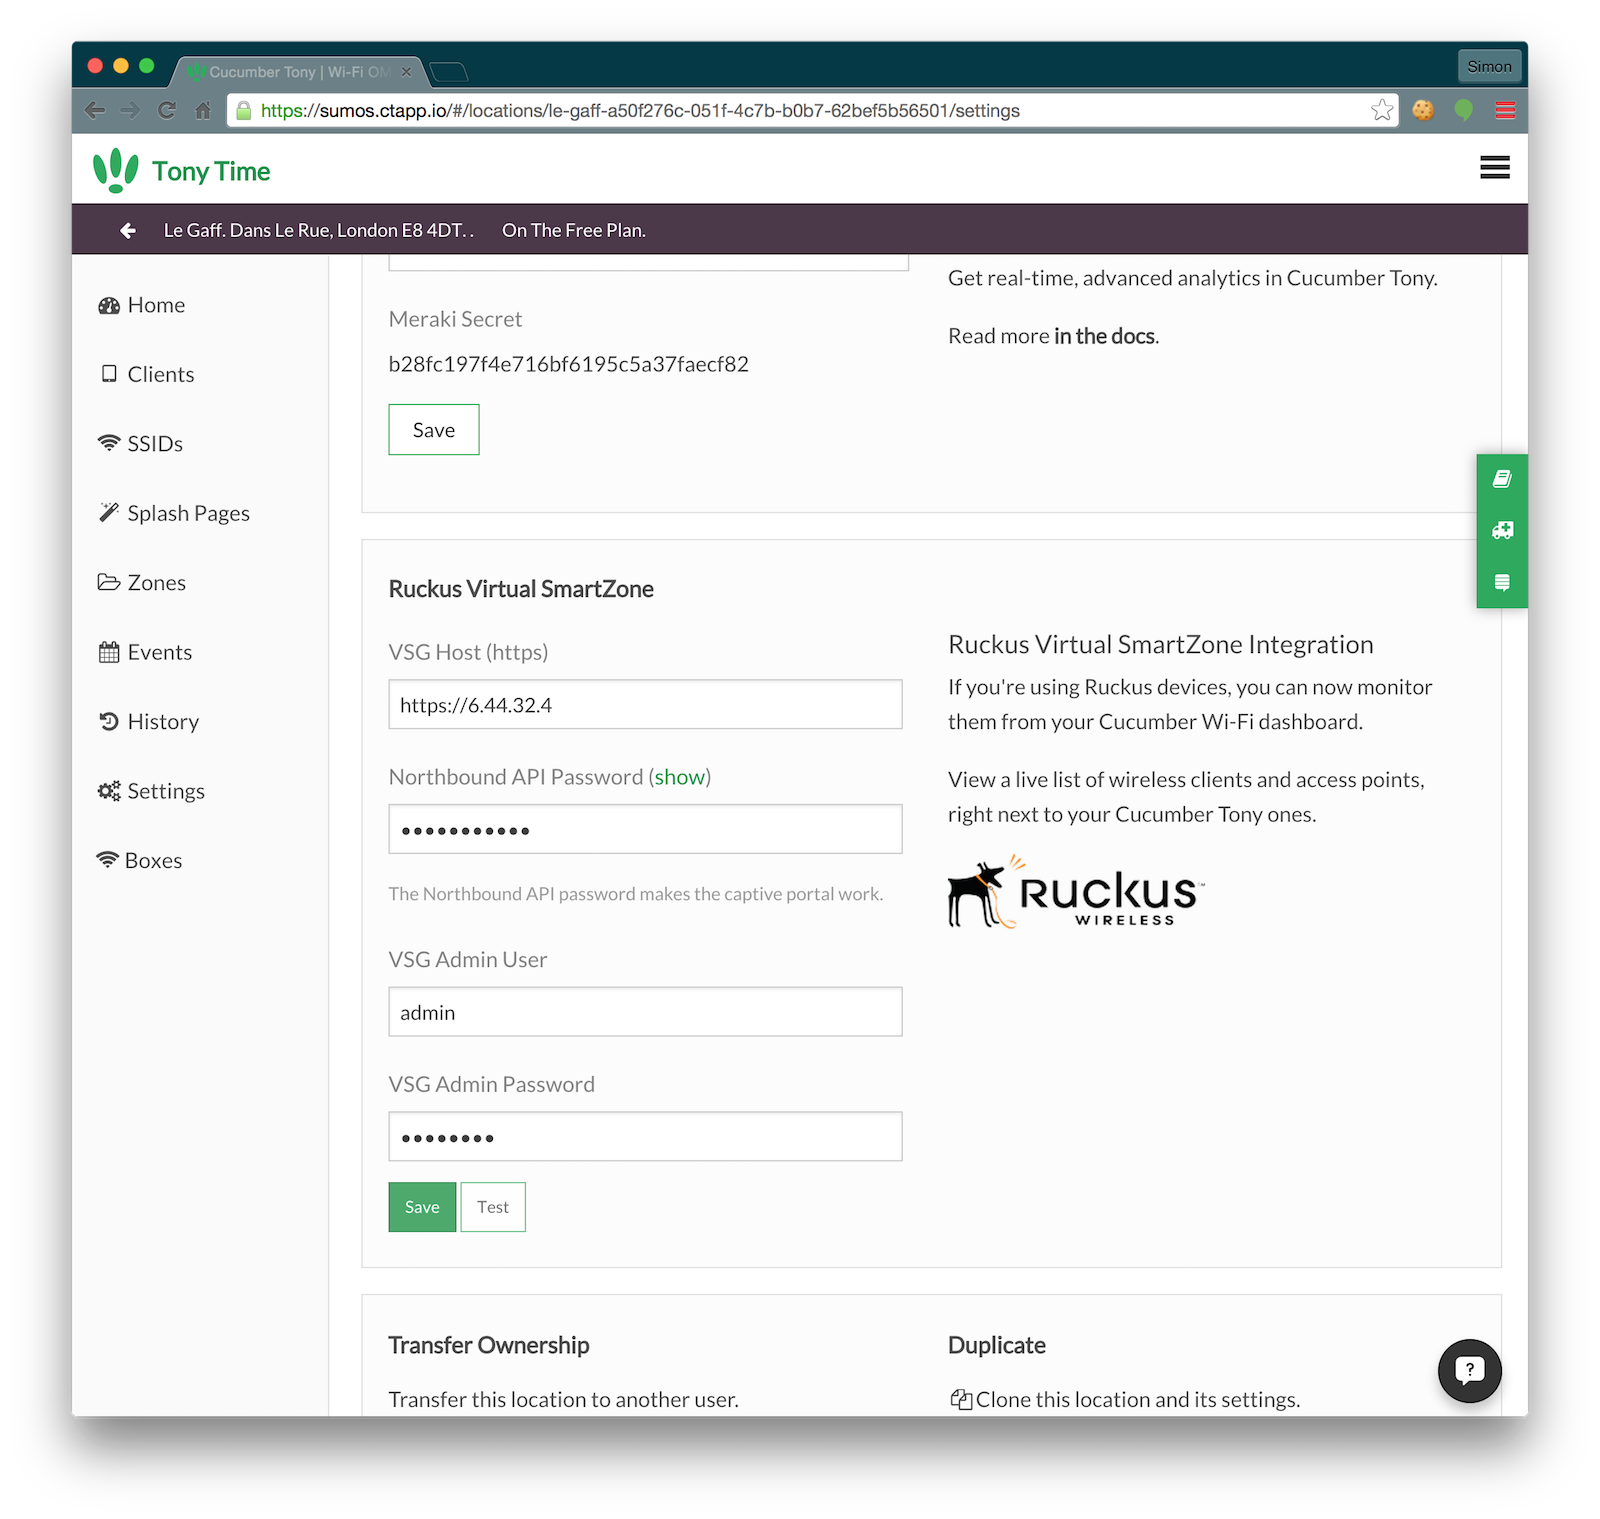 Cucumber Tony | Wi-Fi OM
Simon
https://sumos.ctapp.io/#/locations/le-gaff-a50f276c-051f-4c7b-b0b7-62bef5b56501/settings
Tony Time
Le Gaff. Dans Le Rue, London E8 4DT. . On The Free Plan.
Home
Clients
SSIDs
Splash Pages
Zones
Events
History
Settings
Boxes
Meraki Secret
b28fc197f4e716bf6195c5a37faecf82
Save
Get real-time, advanced analytics in Cucumber Tony.
Read more in the docs.
Ruckus Virtual SmartZone
VSG Host (https)
https://6.44.32.4
Northbound API Password (show)
•••••••••••
The Northbound API password makes the captive portal work.
VSG Admin User
admin
VSG Admin Password
••••••••
Save Test
Ruckus Virtual SmartZone Integration
If you're using Ruckus devices, you can now monitor
them from your Cucumber Wi-Fi dashboard.
View a live list of wireless clients and access points,
right next to your Cucumber Tony ones.
Ruckus™
WIRELESS
Transfer Ownership
Transfer this location to another user.
Duplicate
Clone this location and its settings.
?